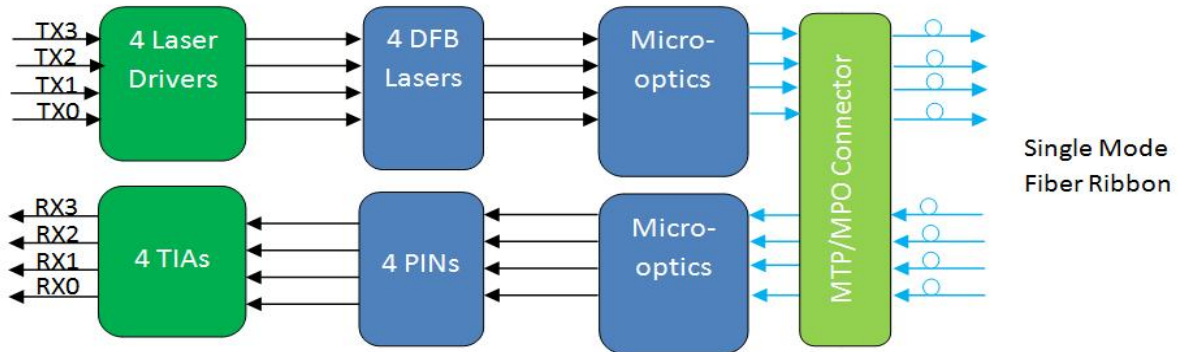 TX3
TX2
TX1
TX0
4 Laser
Drivers
4 DFB
Lasers
Micro-
optics
MTP/MPO Connector
Single Mode
Fiber Ribbon
RX3
RX2
RX1
RX0
4 TIAs
4 PINs
Micro-
optics